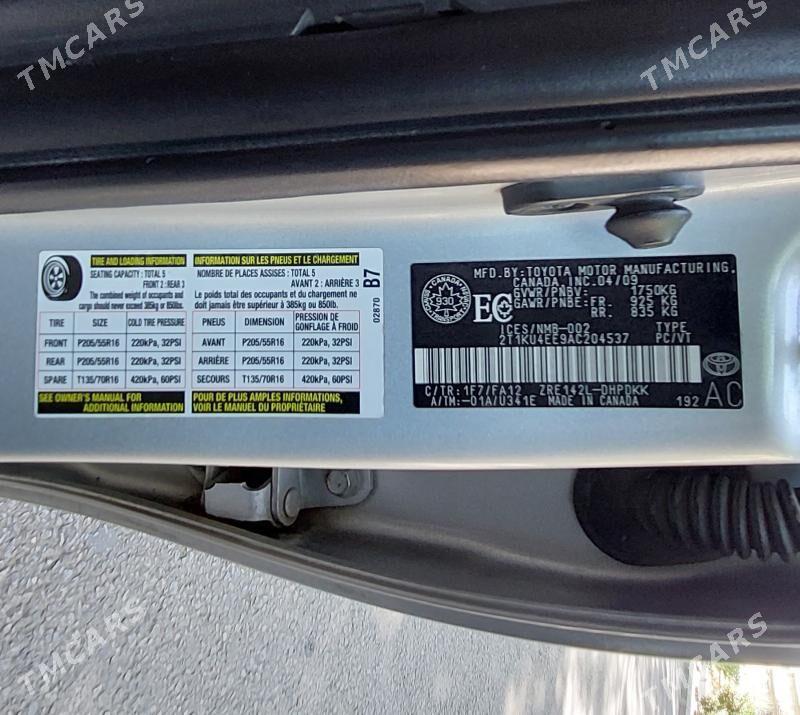 TMCARS
TMCARS
TIRE AND LOADING INFORMATION
SEATING CAPACITY : TOTAL 5
FRONT 2 : REAR 3
The combined weight of occupants and
cargo should never exceed 385kg or 850lb.
TIRE SIZE COLD TIRE PRESSURE
FRONT P205/55R16 220kPa, 32PSI
REAR P205/55R16 220kPa, 32PSI
SPARE T135/70R16 420kPa, 60PSI
SEE OWNER'S MANUAL FOR
ADDITIONAL INFORMATION
INFORMATION SUR LES PNEUS ET LE CHARGEMENT
NOMBRE DE PLACES ASSISES : TOTAL 5
AVANT 2 : ARRIÈRE 3
Le poids total des occupants et du chargement ne
doit jamais être supérieur à 385kg ou 850lb.
PNEUS DIMENSION PRESSION DE GONFLAGE À FROID
AVANT P205/55R16 220kPa, 32PSI
ARRIÈRE P205/55R16 220kPa, 32PSI
SECOURS T135/70R16 420kPa, 60PSI
POUR DE PLUS AMPLES INFORMATIONS,
VOIR LE MANUEL DU PROPRIÉTAIRE
02870 B7
MFD.BY:TOYOTA MOTOR MANUFACTURING,
CANADA INC. 04/09
GVWR/PNBV: 1750KG
GAWR/PNBE: FR. 925 KG
RR. 835 KG
CANADA
930
EC
ICES/NMB-002 TYPE
2T1KU4EE9AC204537 PC/VT
C/TR:1F7/FA12 ZRE142L-DHPDKK
A/TM:-01A/U341E MADE IN CANADA 192 AC
TMCARS
TMCARS